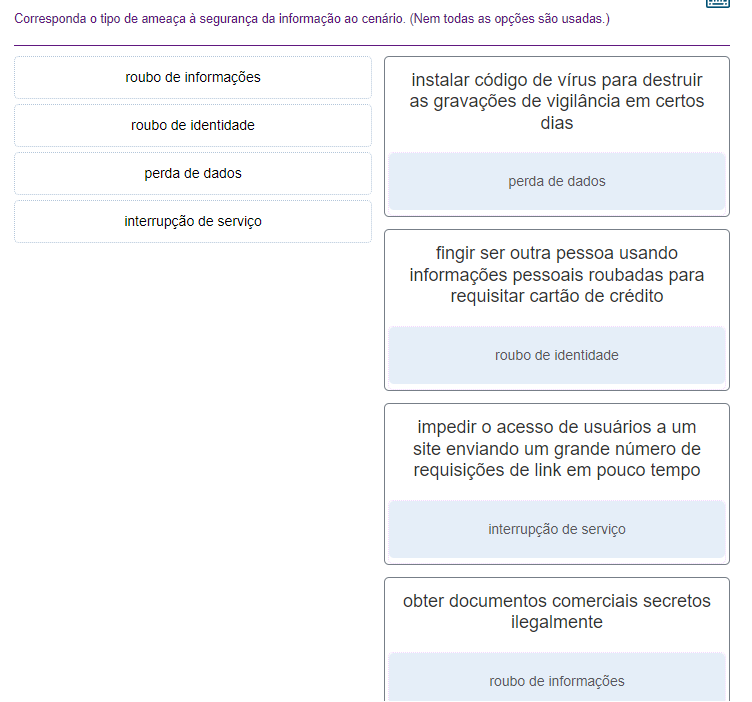 Corresponda o tipo de ameaça à segurança da informação ao cenário. (Nem todas as opções são usadas.)
roubo de informações
roubo de identidade
perda de dados
interrupção de serviço
instalar código de vírus para destruir
as gravações de vigilância em certos
dias
perda de dados
fingir ser outra pessoa usando
informações pessoais roubadas para
requisitar cartão de crédito
roubo de identidade
impedir o acesso de usuários a um
site enviando um grande número de
requisições de link em pouco tempo
interrupção de serviço
obter documentos comerciais secretos
ilegalmente
roubo de informações